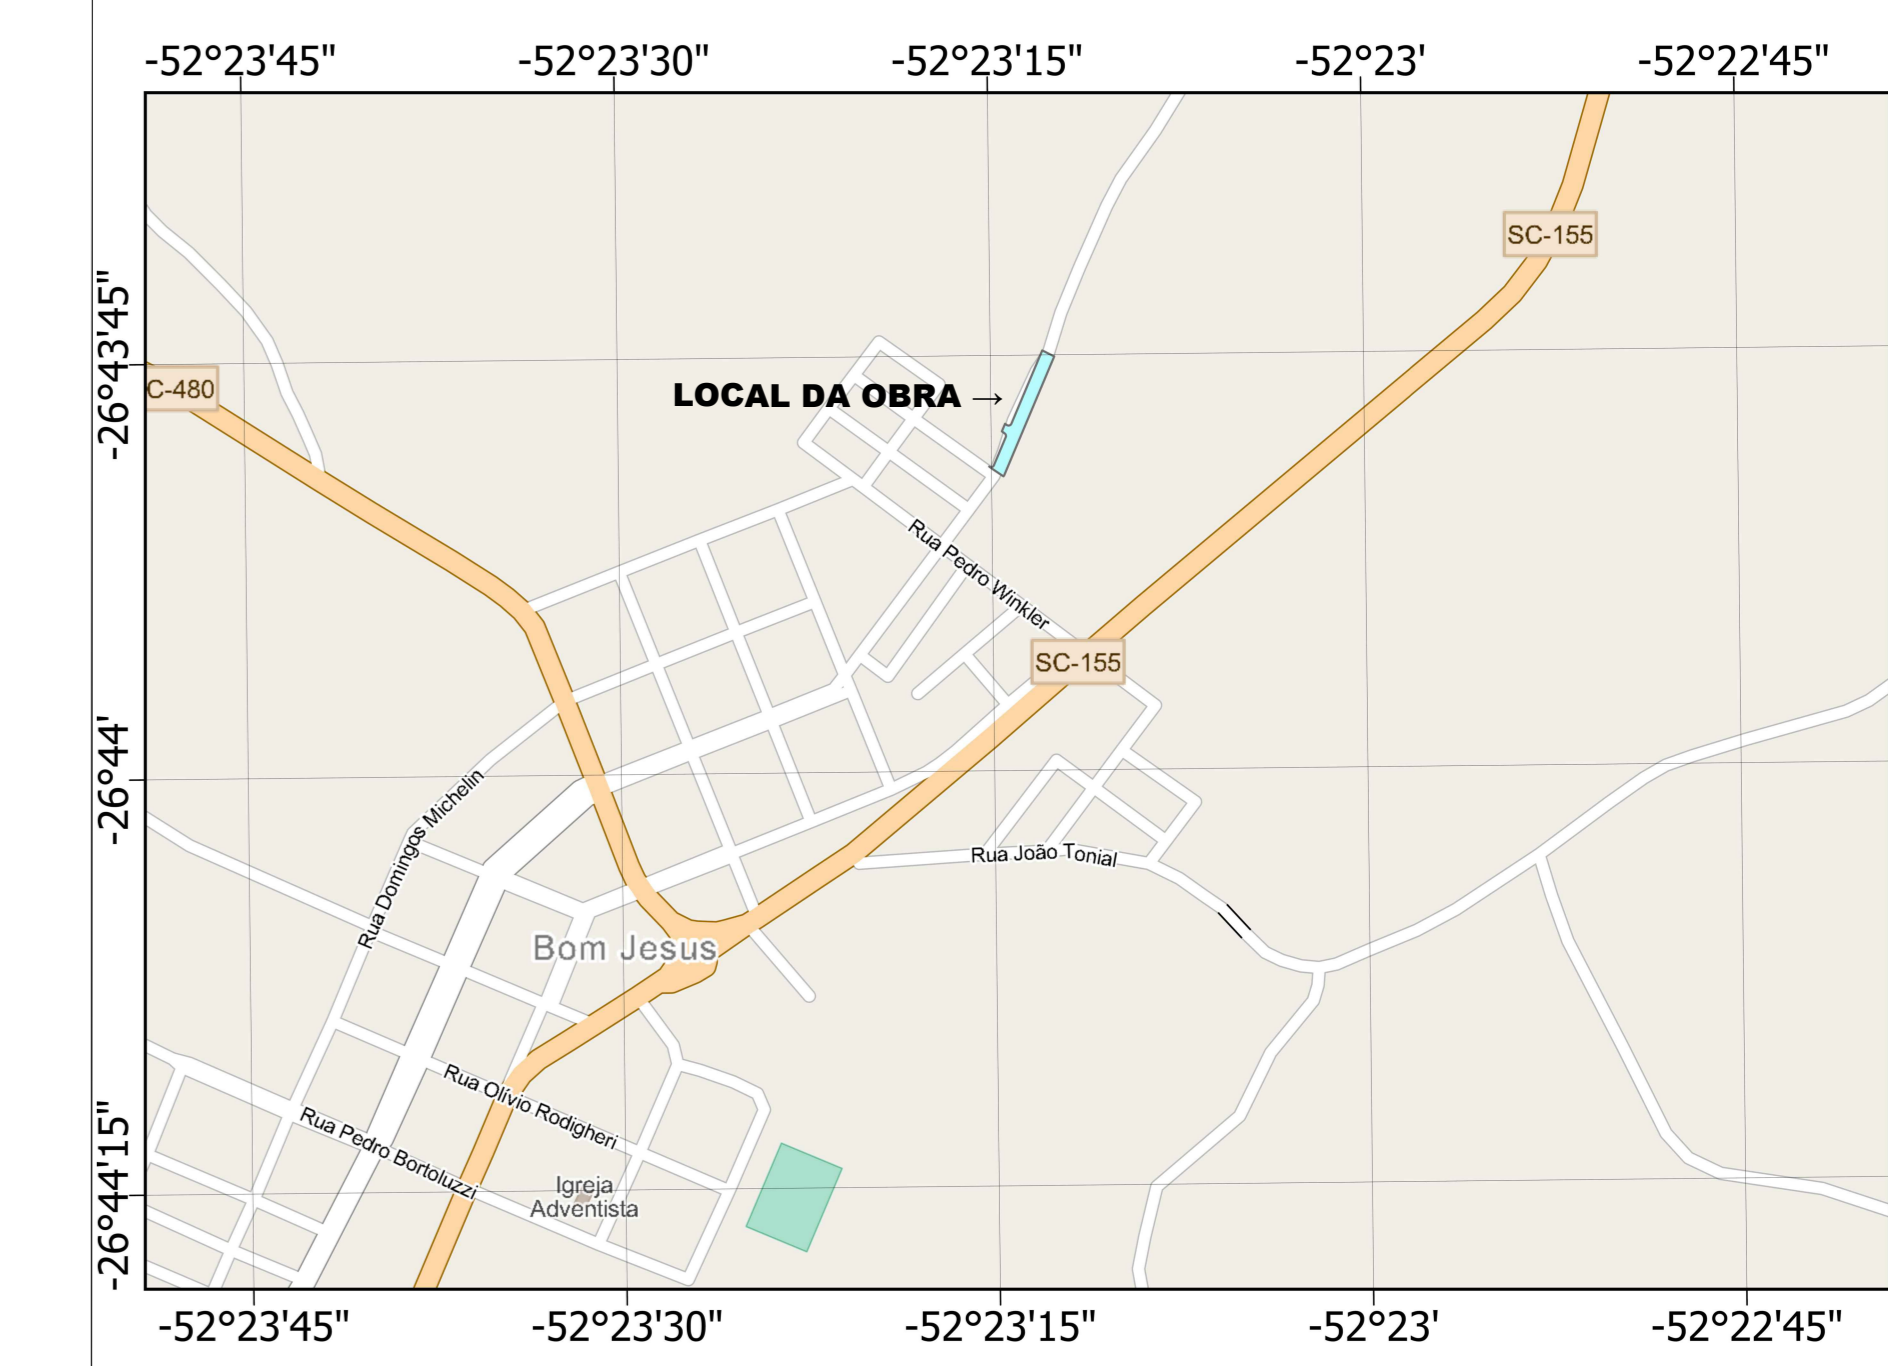 -52°23'45" -52°23'30" -52°23'15" -52°23' -52°22'45"
SC-155
-26°43'45"
C-480
LOCAL DA OBRA →
Rua Pedro Winkler
SC-155
-26°44'
Rua Domingos Michelin
Rua João Tonial
Bom Jesus
Rua Olívio Rodigheri
Rua Pedro Bortoluzzi
-26°44'15"
Igreja
Adventista
-52°23'45" -52°23'30" -52°23'15" -52°23' -52°22'45"